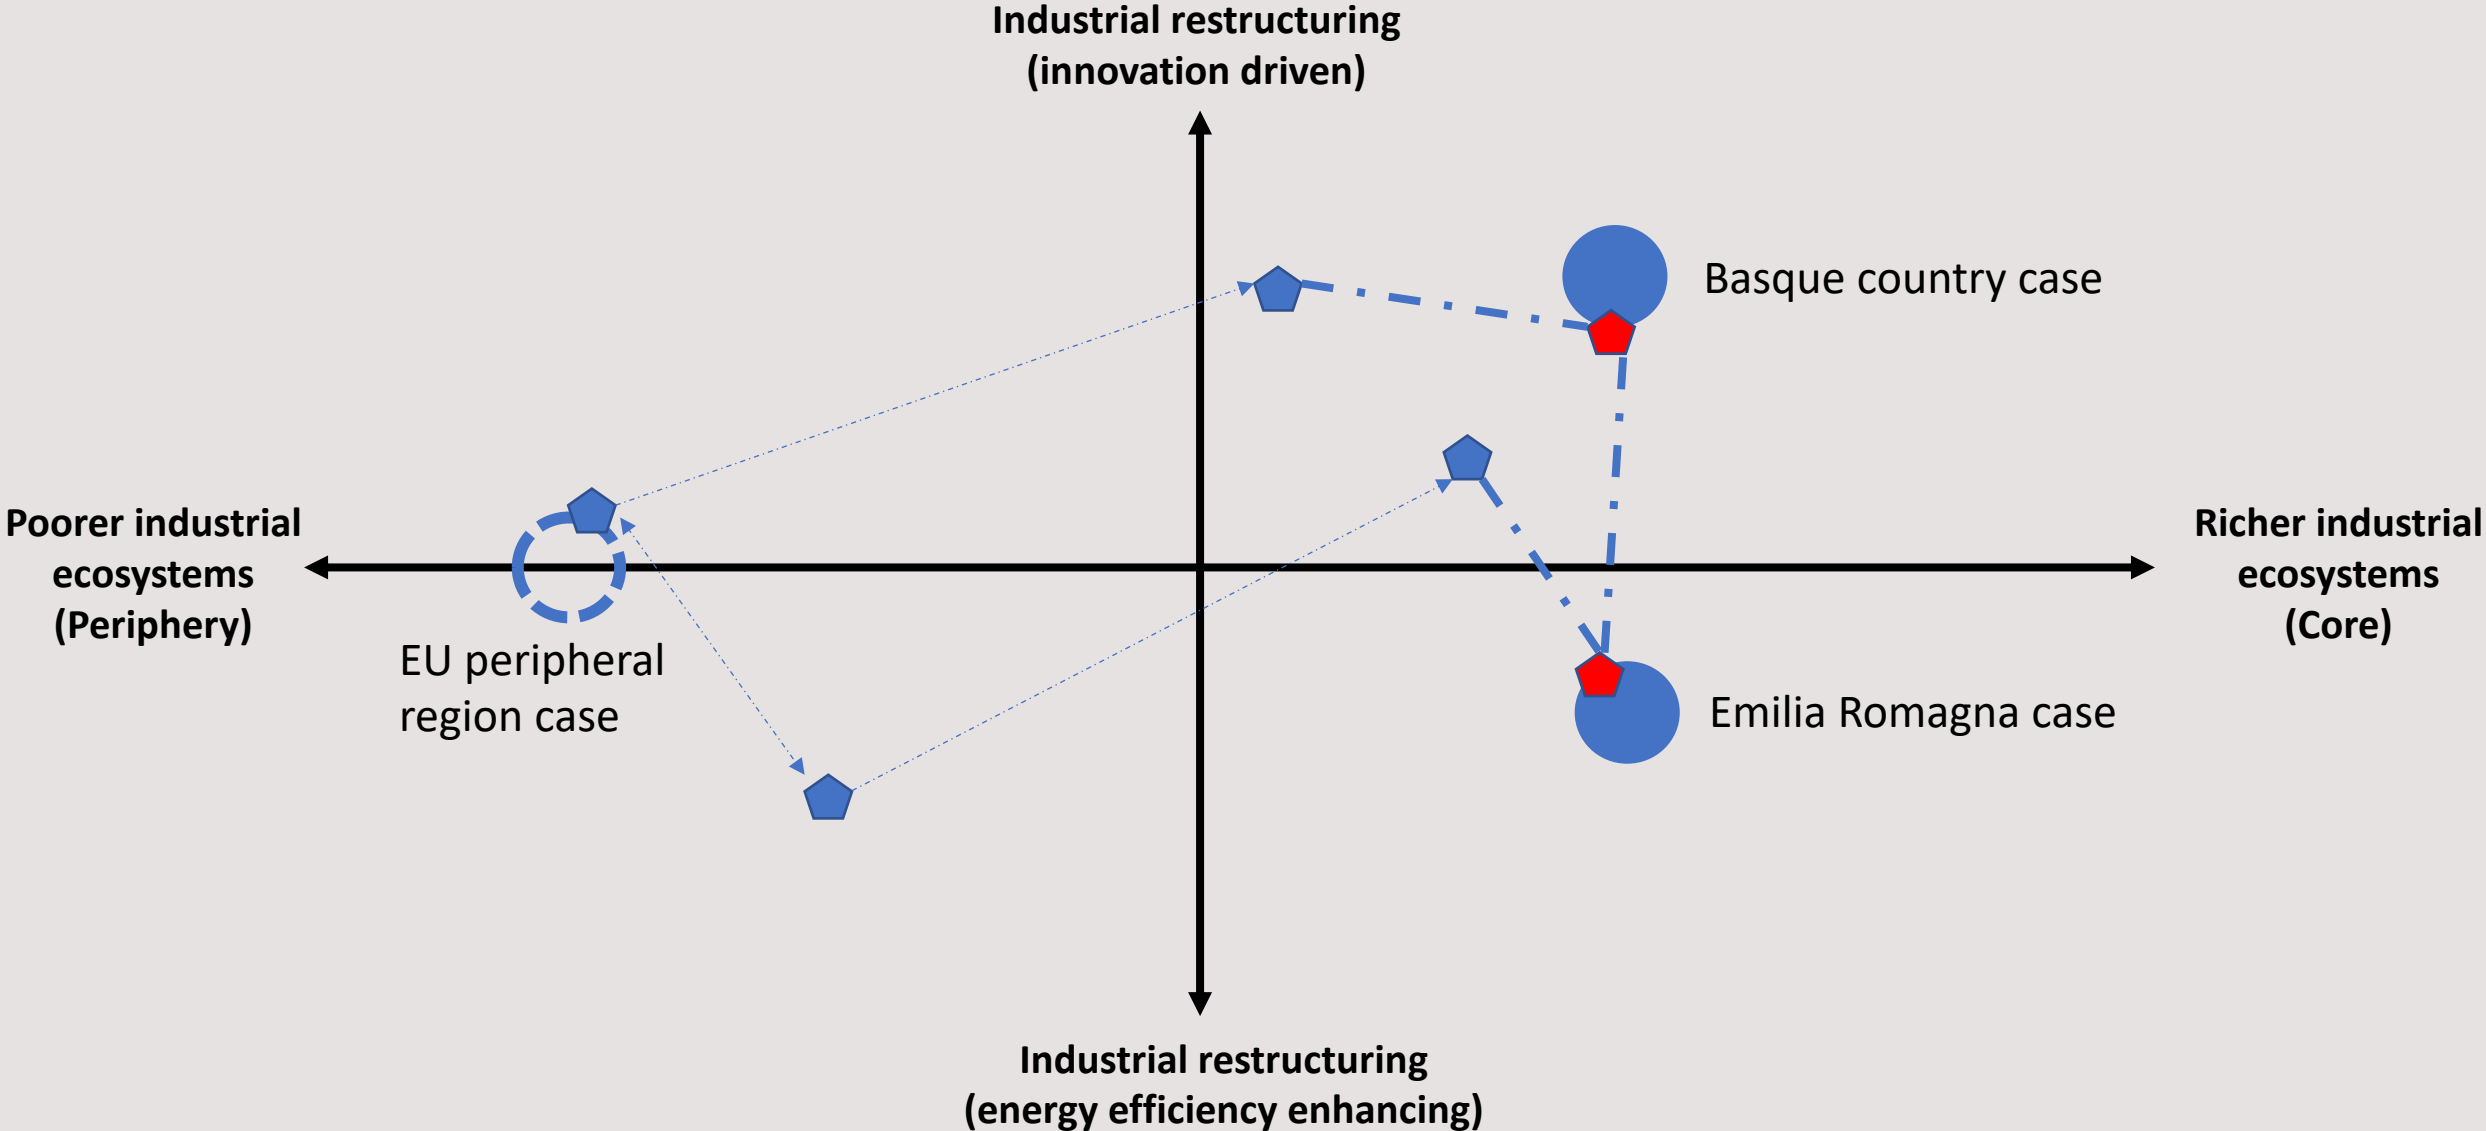 Industrial restructuring
(innovation driven)
Basque country case
Poorer industrial
ecosystems
(Periphery)
Richer industrial
ecosystems
(Core)
EU peripheral
region case
Emilia Romagna case
Industrial restructuring
(energy efficiency enhancing)